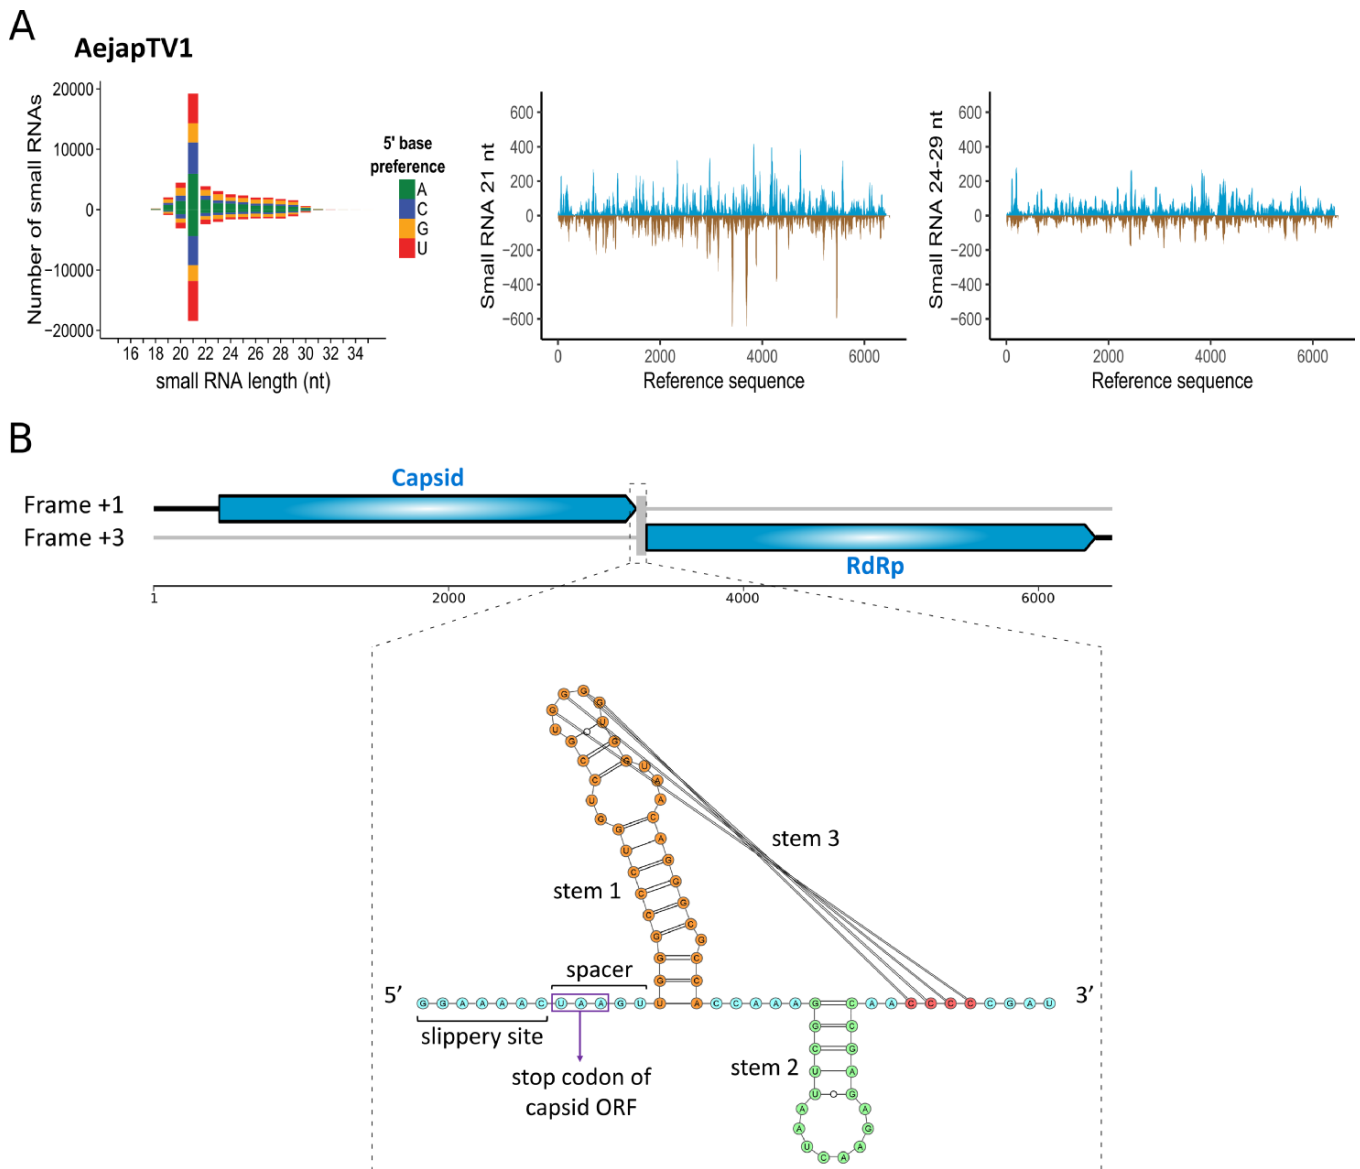 A
AejapTV1
Number of small RNAs
20000
10000
0
−10000
−20000
16 18 20 22 24 26 28 30 32 34
small RNA length (nt)
5' base
preference
A
C
G
U
Small RNA 21 nt
600
400
200
0
−200
−400
−600
0 2000 4000 6000
Reference sequence
Small RNA 24-29 nt
600
400
200
0
−200
−400
−600
0 2000 4000 6000
Reference sequence
B
Capsid
Frame +1
Frame +3
RdRp
1 2000 4000 6000
stem 3
stem 1
spacer
5’
G G A A A A C U A A G U U A C C A A A G C A A C C C C C G A U
3’
slippery site
stem 2
stop codon of
capsid ORF